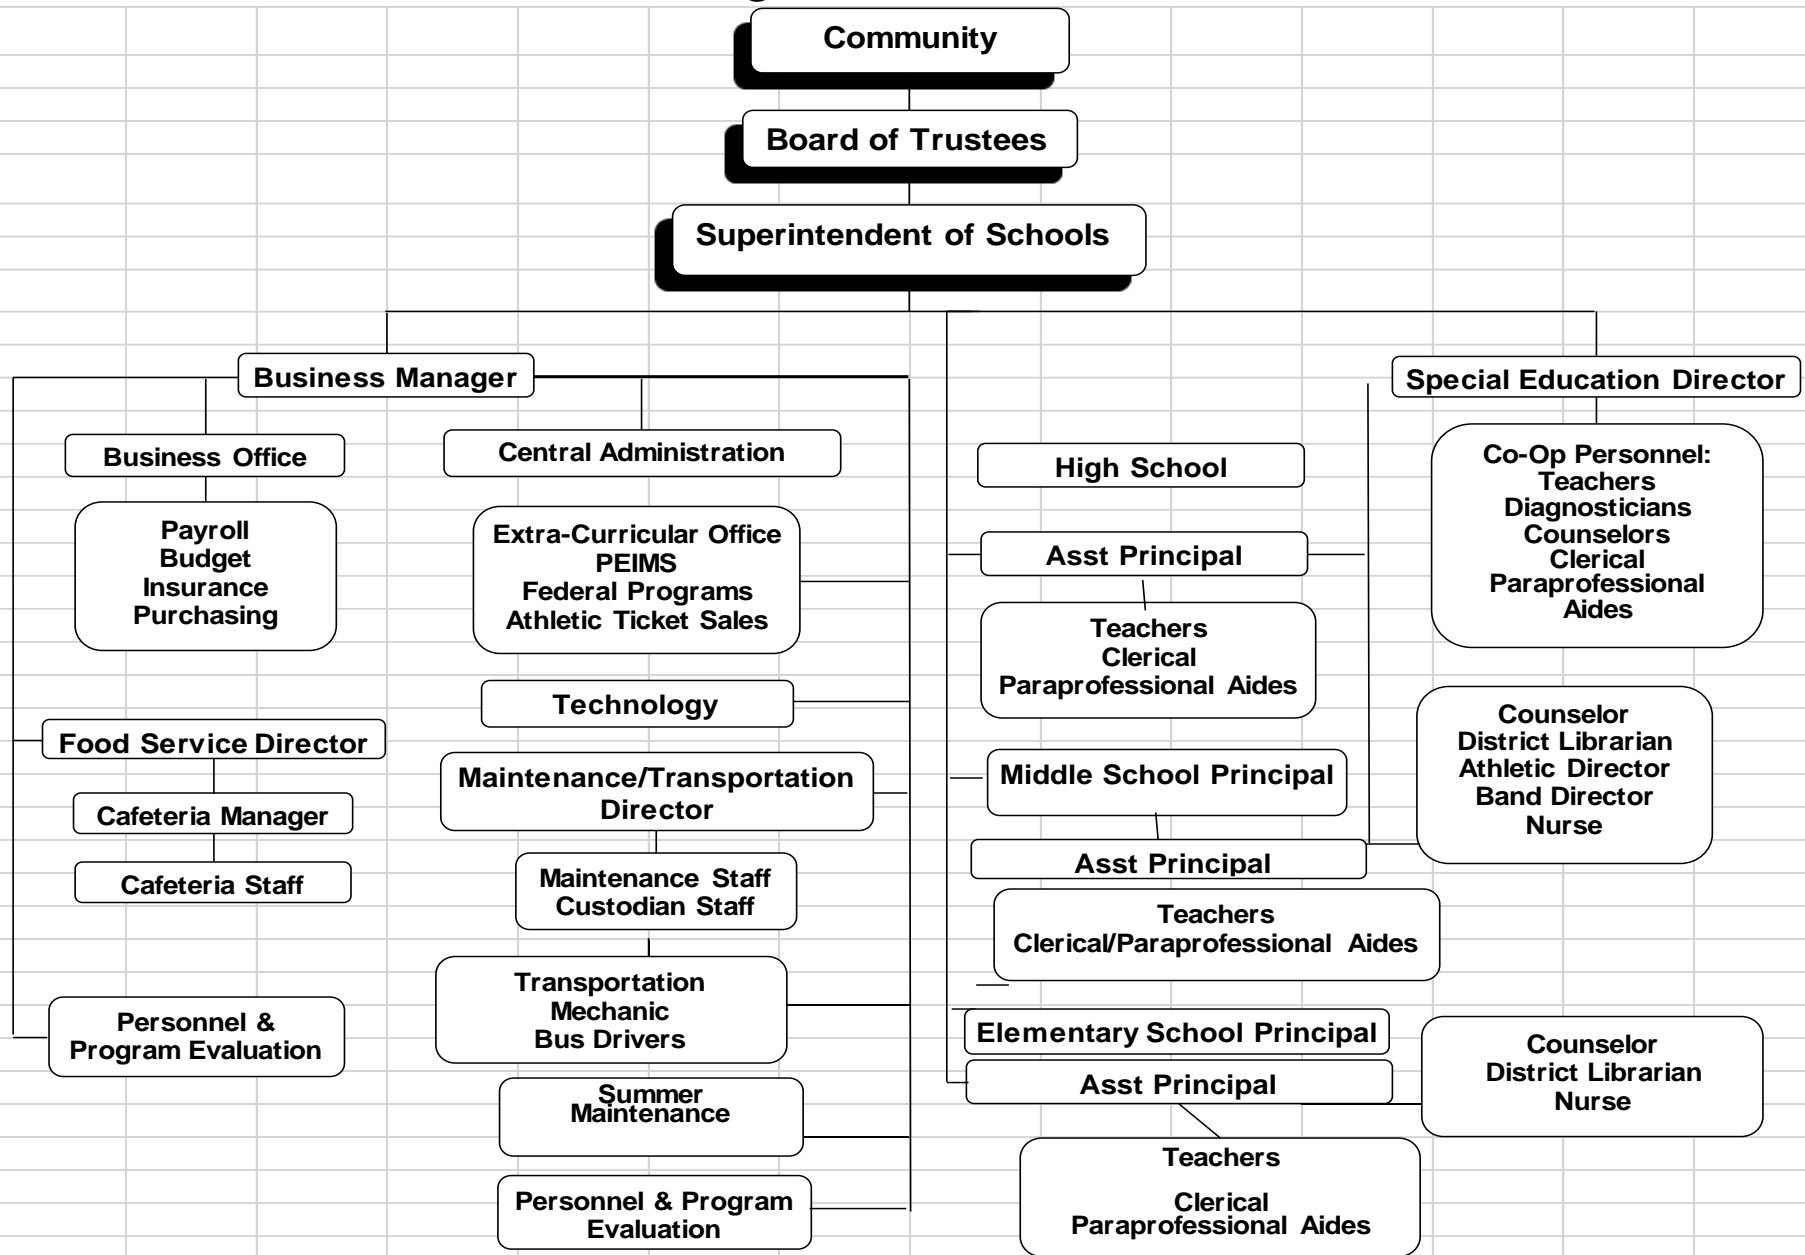 Community
Board of Trustees
Superintendent of Schools
Business Manager
Special Education Director
Business Office
Payroll
Budget
Insurance
Purchasing
Food Service Director
Cafeteria Manager
Cafeteria Staff
Personnel &
Program Evaluation
Central Administration
Extra-Curricular Office
PEIMS
Federal Programs
Athletic Ticket Sales
Technology
Maintenance/Transportation
Director
Maintenance Staff
Custodian Staff
Transportation
Mechanic
Bus Drivers
Summer
Maintenance
Personnel & Program
Evaluation
High School
Asst Principal
Teachers
Clerical
Paraprofessional Aides
Middle School Principal
Asst Principal
Teachers
Clerical/Paraprofessional Aides
Elementary School Principal
Asst Principal
Teachers
Clerical
Paraprofessional Aides
Co-Op Personnel:
Teachers
Diagnosticians
Counselors
Clerical
Paraprofessional
Aides
Counselor
District Librarian
Athletic Director
Band Director
Nurse
Counselor
District Librarian
Nurse